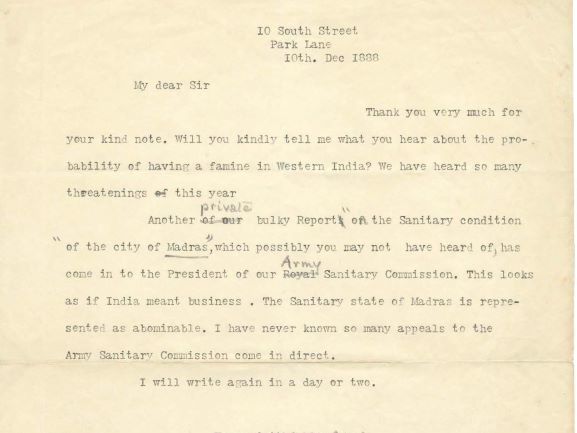 10 South Street
Park Lane
10th. Dec 1888
My dear Sir
Thank you very much for
your kind note. Will you kindly tell me what you hear about the pro-
bability of having a famine in Western India? We have heard so many
threatenings of this year
private
Another of our bulky Reports "on the Sanitary condition
"of the city of Madras", which possibly you may not have heard of, has
Army
come in to the President of our Royal Sanitary Commission. This looks
as if India meant business . The Sanitary state of Madras is repre-
sented as abominable. I have never known so many appeals to the
Army Sanitary Commission come in direct.
I will write again in a day or two.